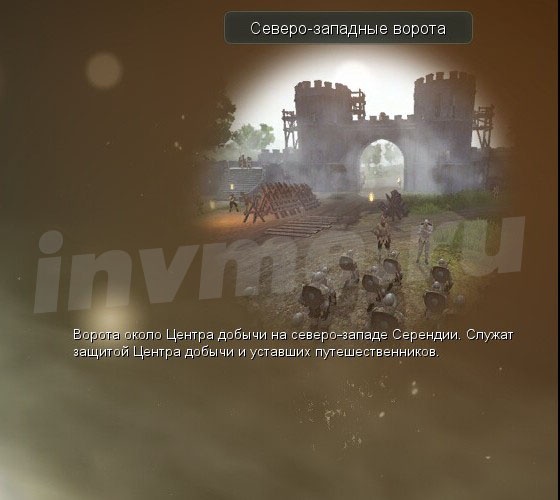 Северо-западные ворота
invmo.ru
Ворота около Центра добычи на северо-западе Серендии. Служат
защитой Центра добычи и уставших путешественников.